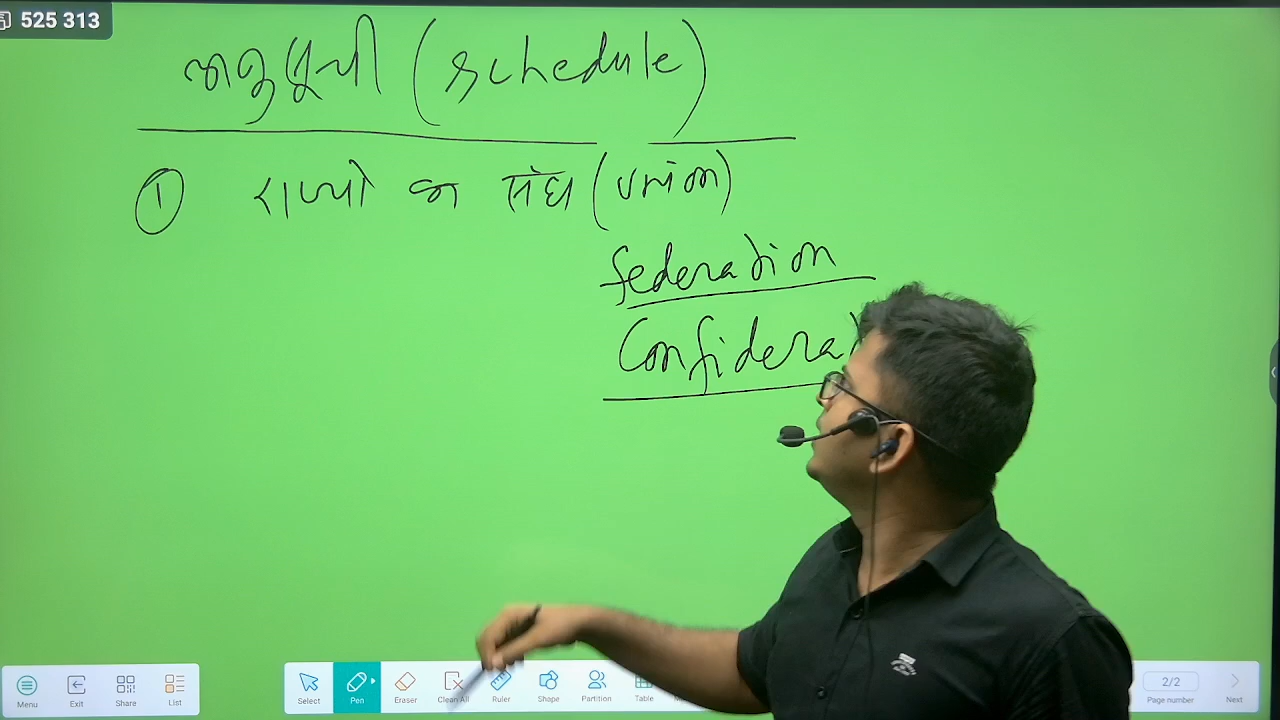 525 313
अनुसूची (schedule)
① राज्यो का संघ (union)
federation
Confidera
Menu
Exit
Share
List
Select
Pen
Eraser
Clean All
Ruler
Shape
Partition
Table
2/2
Page number
Next